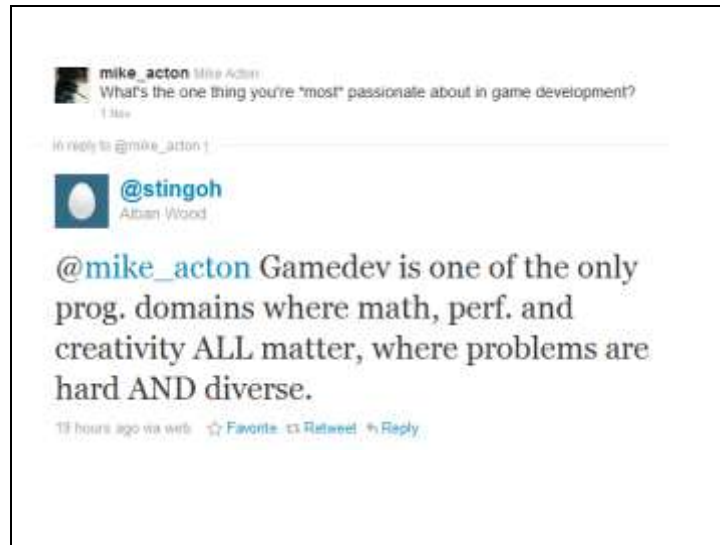 mike_acton Mike Acton
What's the one thing you're *most* passionate about in game development?
1 Nov
in reply to @mike_acton ↑
@stingoh
Alban Wood
@mike_acton Gamedev is one of the only
prog. domains where math, perf. and
creativity ALL matter, where problems are
hard AND diverse.
19 hours ago via web Favorite Retweet Reply